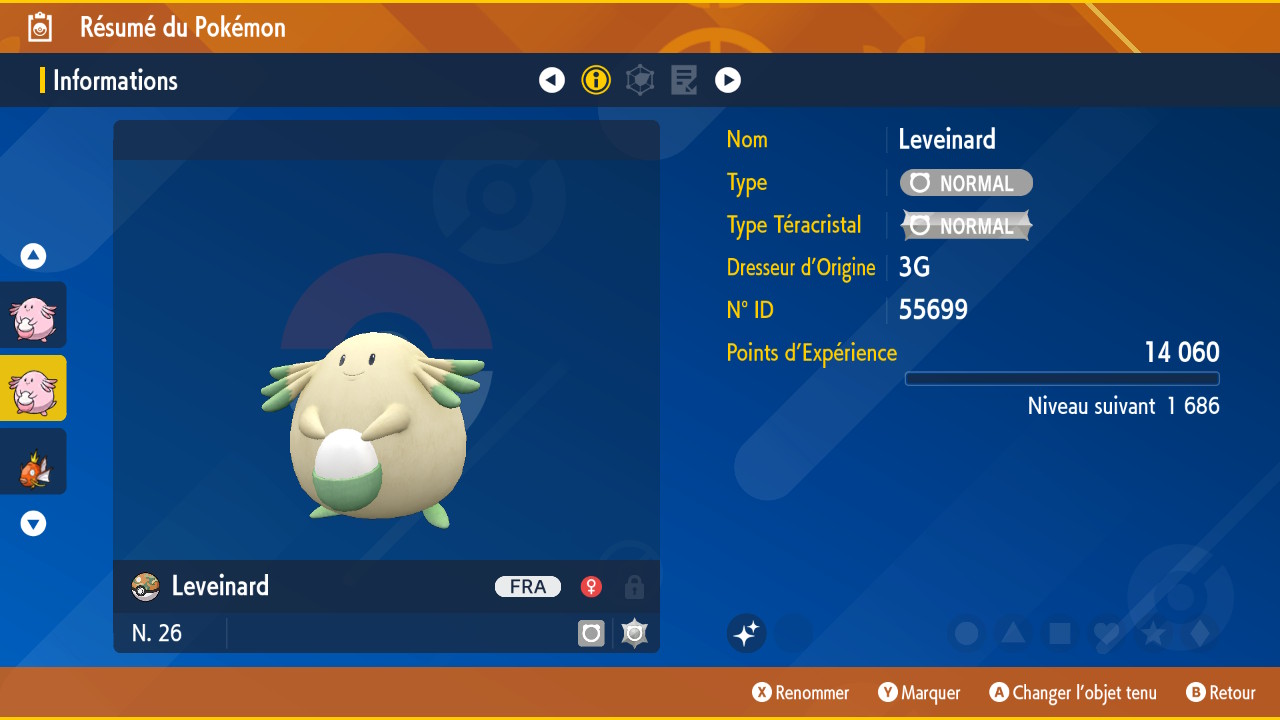 Résumé du Pokémon
Informations
Nom Leveinard
Type NORMAL
Type Téracristal NORMAL
Dresseur d'Origine 3G
N° ID 55699
Points d'Expérience 14 060
Niveau suivant 1 686
Leveinard FRA
N. 26
X Renommer Y Marquer A Changer l'objet tenu B Retour